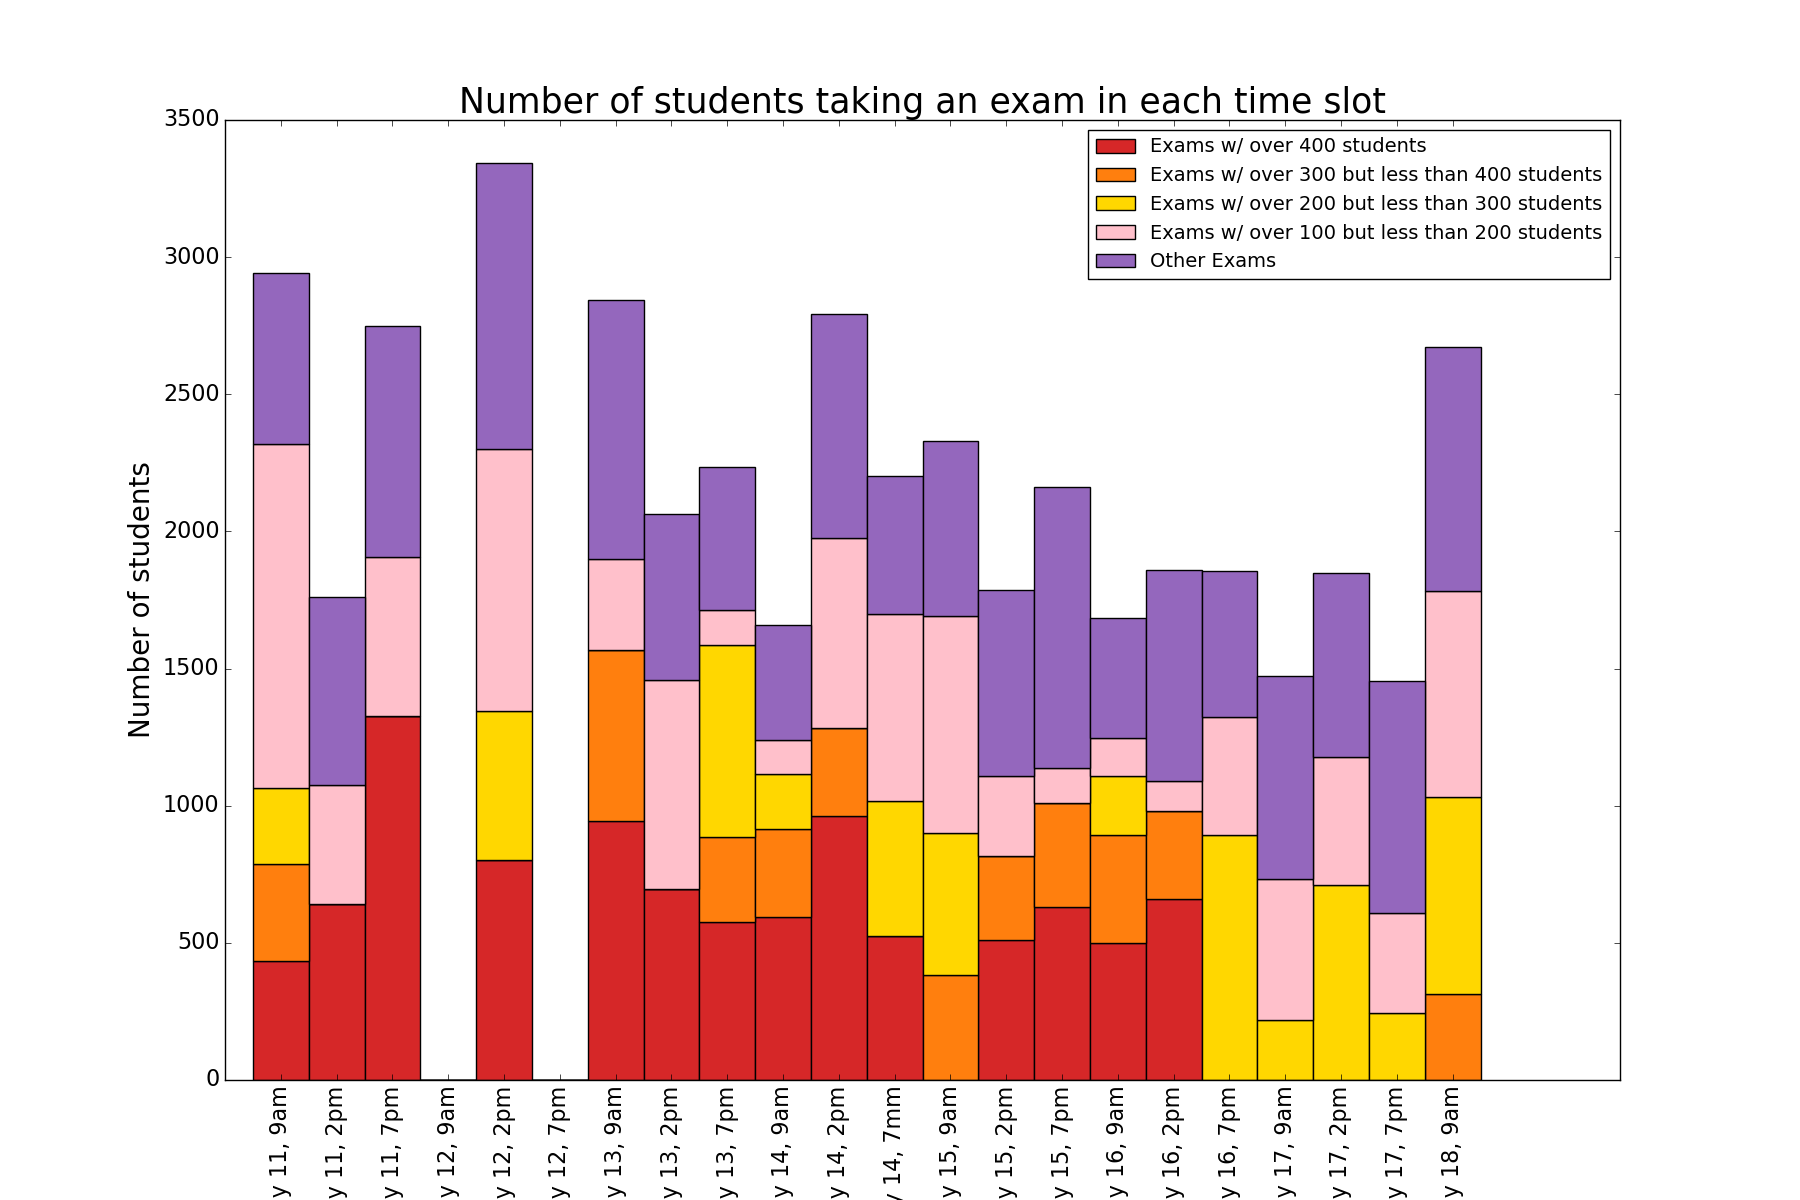 Number of students taking an exam in each time slot
Exams w/ over 400 students
Exams w/ over 300 but less than 400 students
Exams w/ over 200 but less than 300 students
Exams w/ over 100 but less than 200 students
Other Exams
Number of students
3500
3000
2500
2000
1500
1000
500
0
y 11, 9am
y 11, 2pm
y 11, 7pm
y 12, 9am
y 12, 2pm
y 12, 7pm
y 13, 9am
y 13, 2pm
y 13, 7pm
y 14, 9am
y 14, 2pm
y 14, 7mm
y 15, 9am
y 15, 2pm
y 15, 7pm
y 16, 9am
y 16, 2pm
y 16, 7pm
y 17, 9am
y 17, 2pm
y 17, 7pm
y 18, 9am